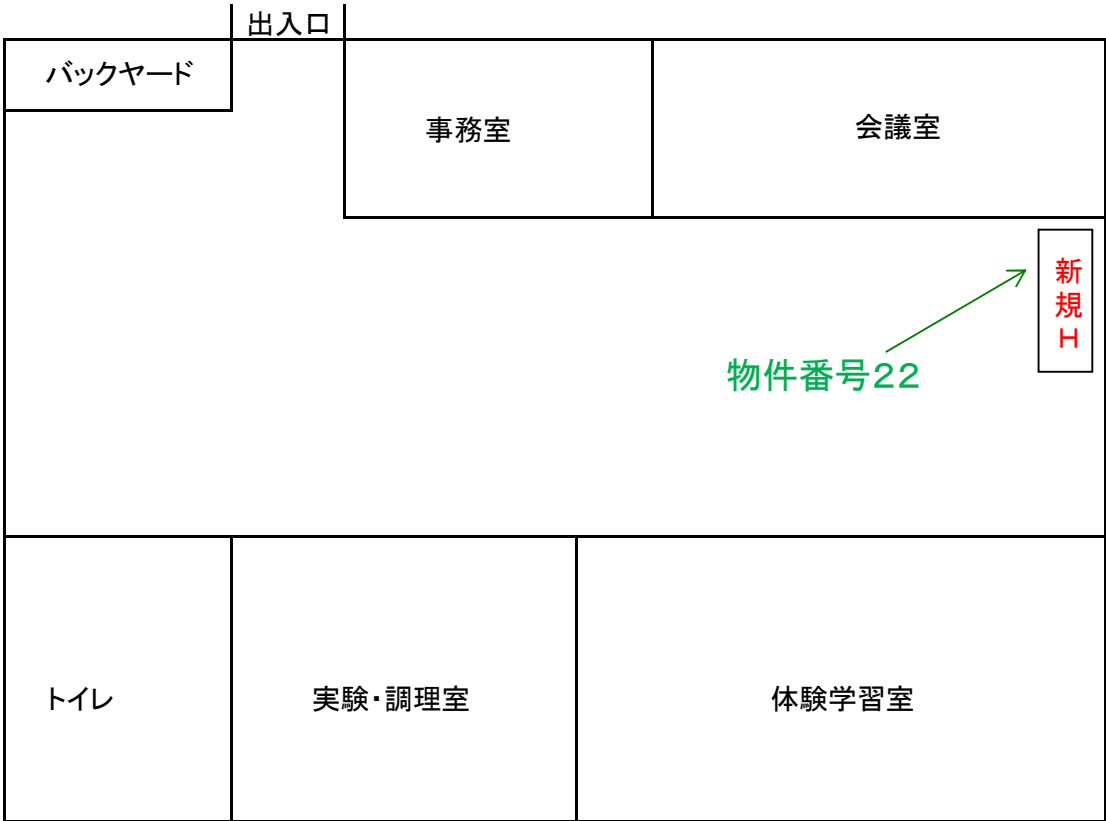 出入口
バックヤード
事務室
会議室
新規H
物件番号22
トイレ
実験・調理室
体験学習室